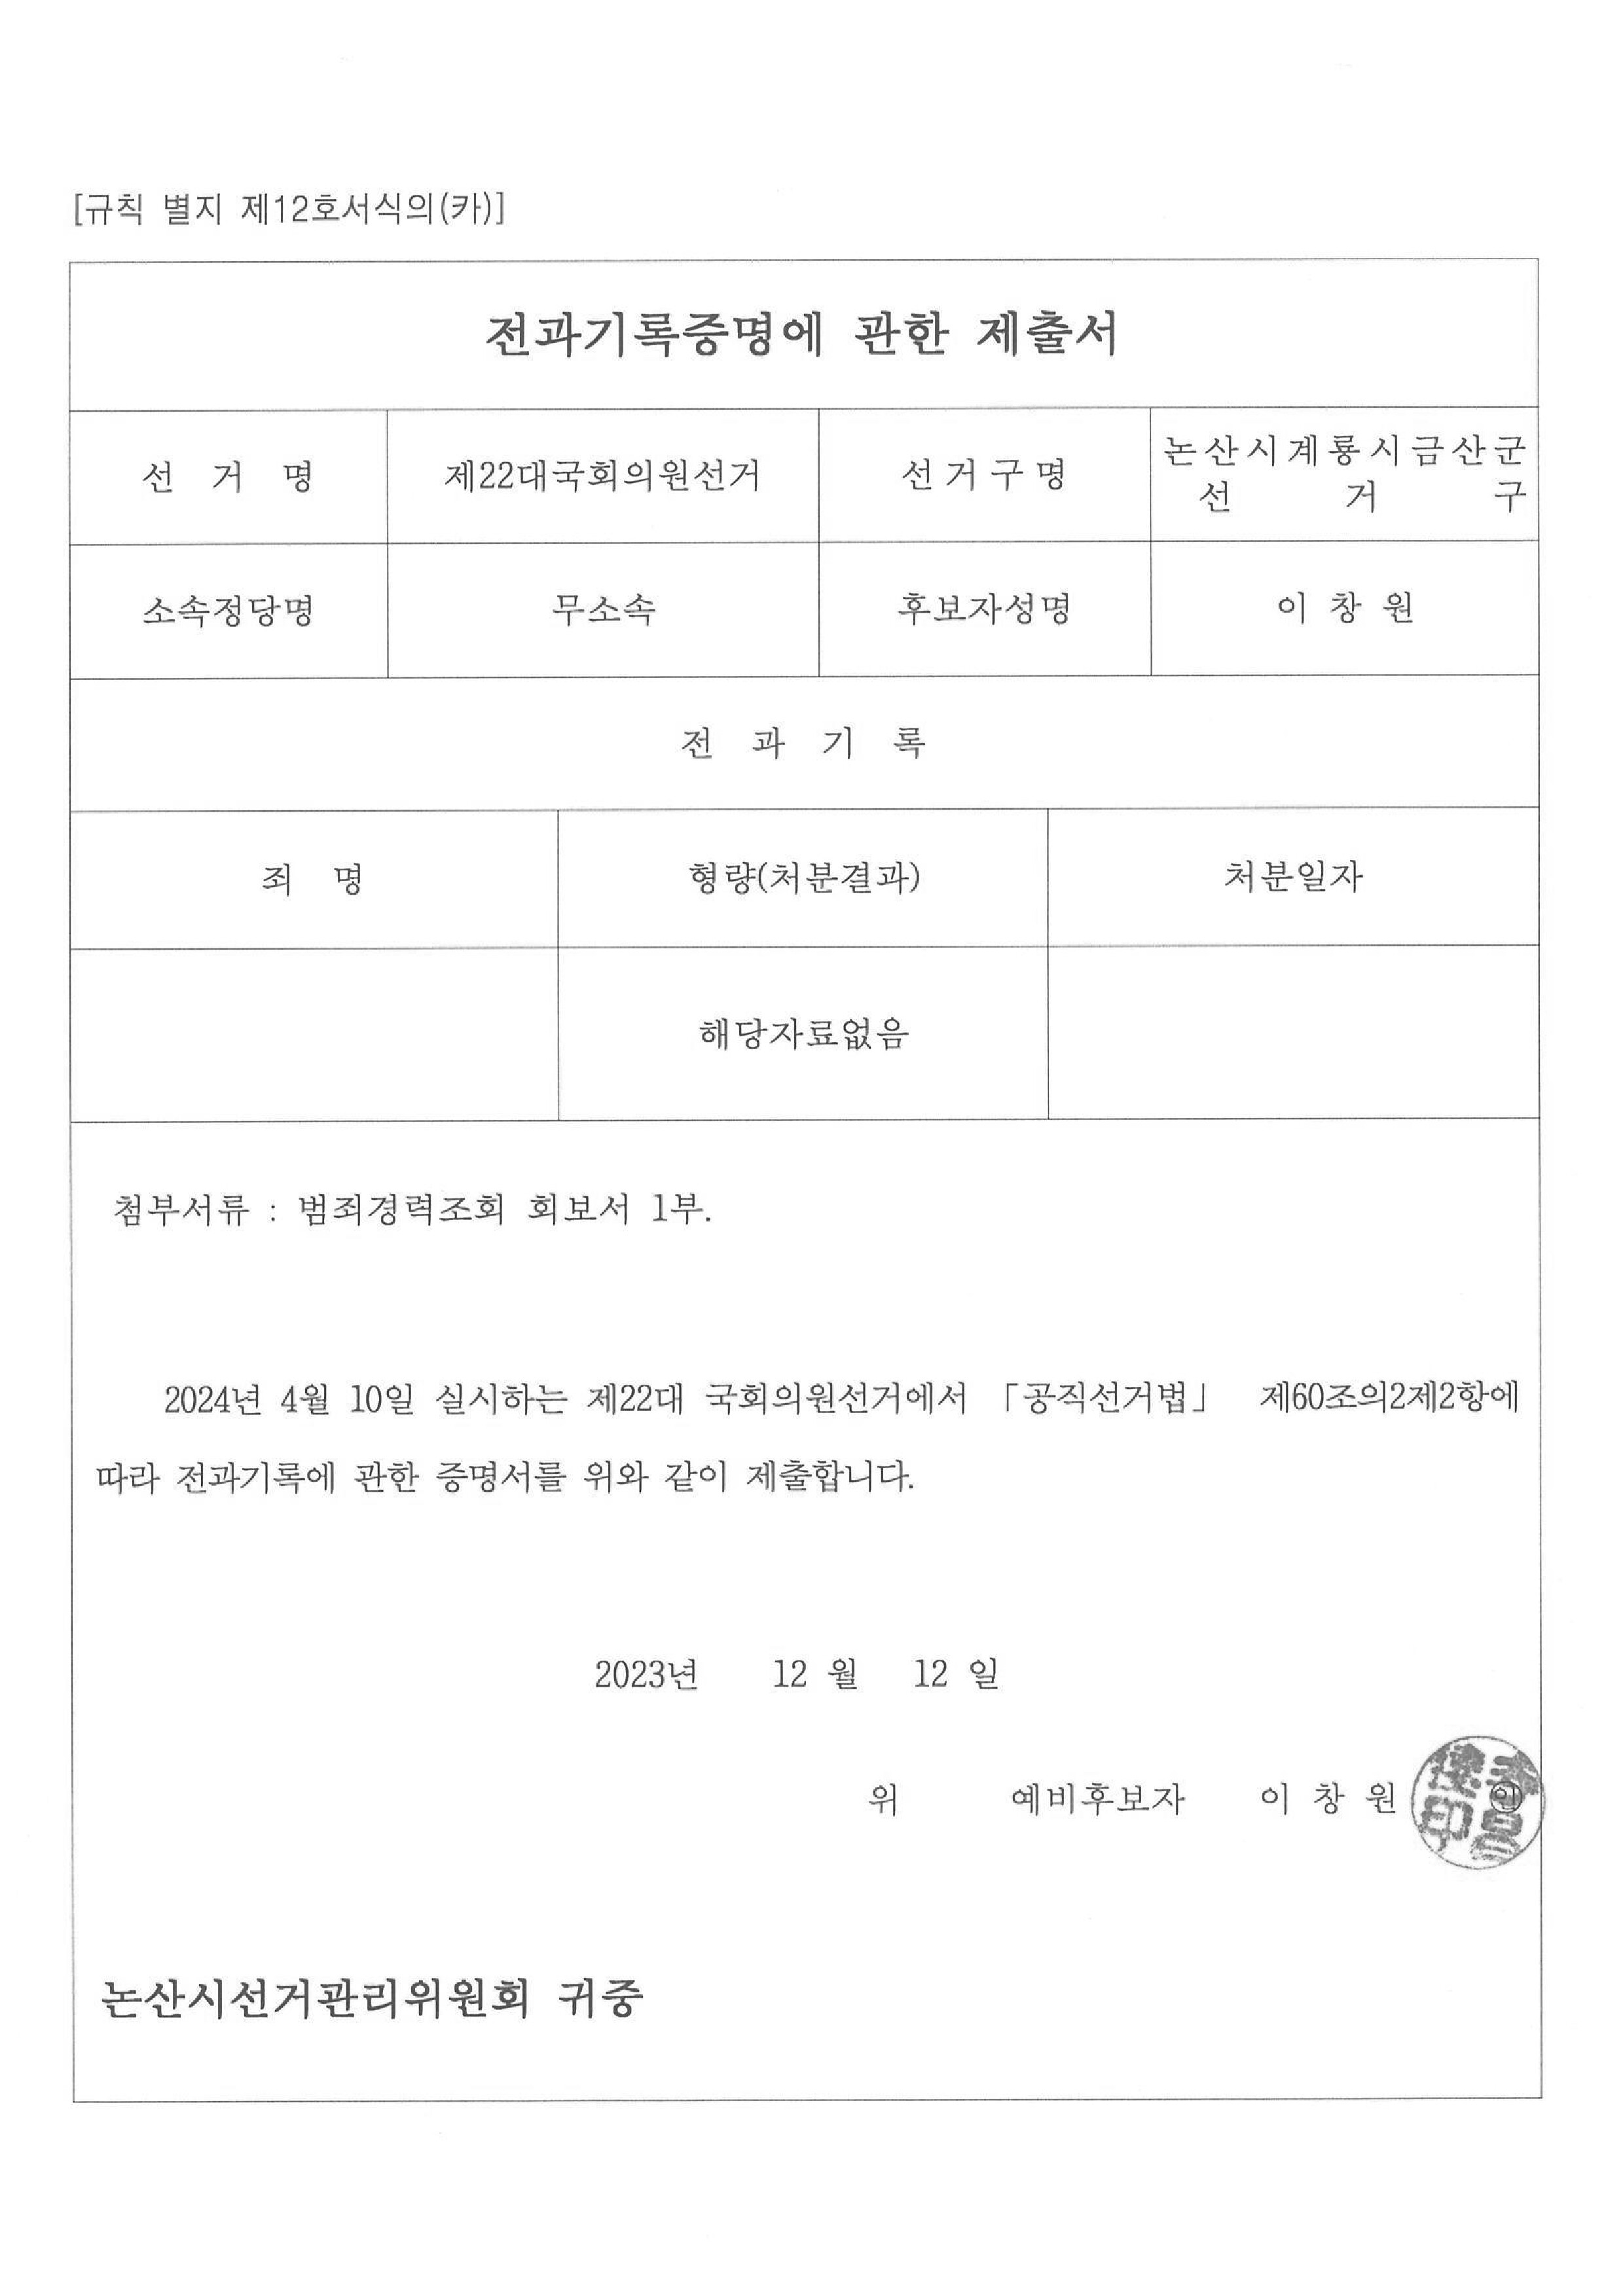 [규칙 별지 제12호서식의(카)]
전과기록증명에 관한 제출서
선 거 명 제22대국회의원선거 선거구명 논산시계룡시금산군
선 거 구
소속정당명 무소속 후보자성명 이 창 원
전 과 기 록
죄 명 형량(처분결과) 처분일자
해당자료없음
첨부서류 : 범죄경력조회 회보서 1부.
2024년 4월 10일 실시하는 제22대 국회의원선거에서 「공직선거법」 제60조의2제2항에
따라 전과기록에 관한 증명서를 위와 같이 제출합니다.
2023년 12 월 12 일
위 예비후보자 이 창 원 ㉑
논산시선거관리위원회 귀중